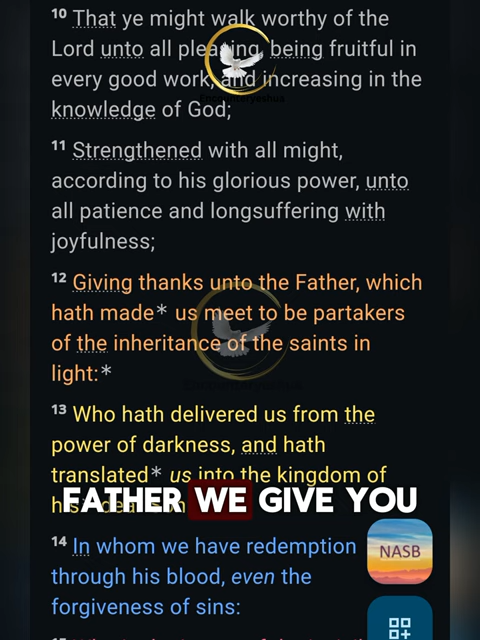 10 That ye might walk worthy of the
Lord unto all pleasing, being fruitful in
every good work, and increasing in the
knowledge of God;
11 Strengthened with all might,
according to his glorious power, unto
all patience and longsuffering with
joyfulness;
12 Giving thanks unto the Father, which
hath made* us meet to be partakers
of the inheritance of the saints in
light:*
13 Who hath delivered us from the
power of darkness, and hath
translated* us into the kingdom of
FATHER WE GIVE YOU
14 In whom we have redemption
through his blood, even the
forgiveness of sins:
NASB